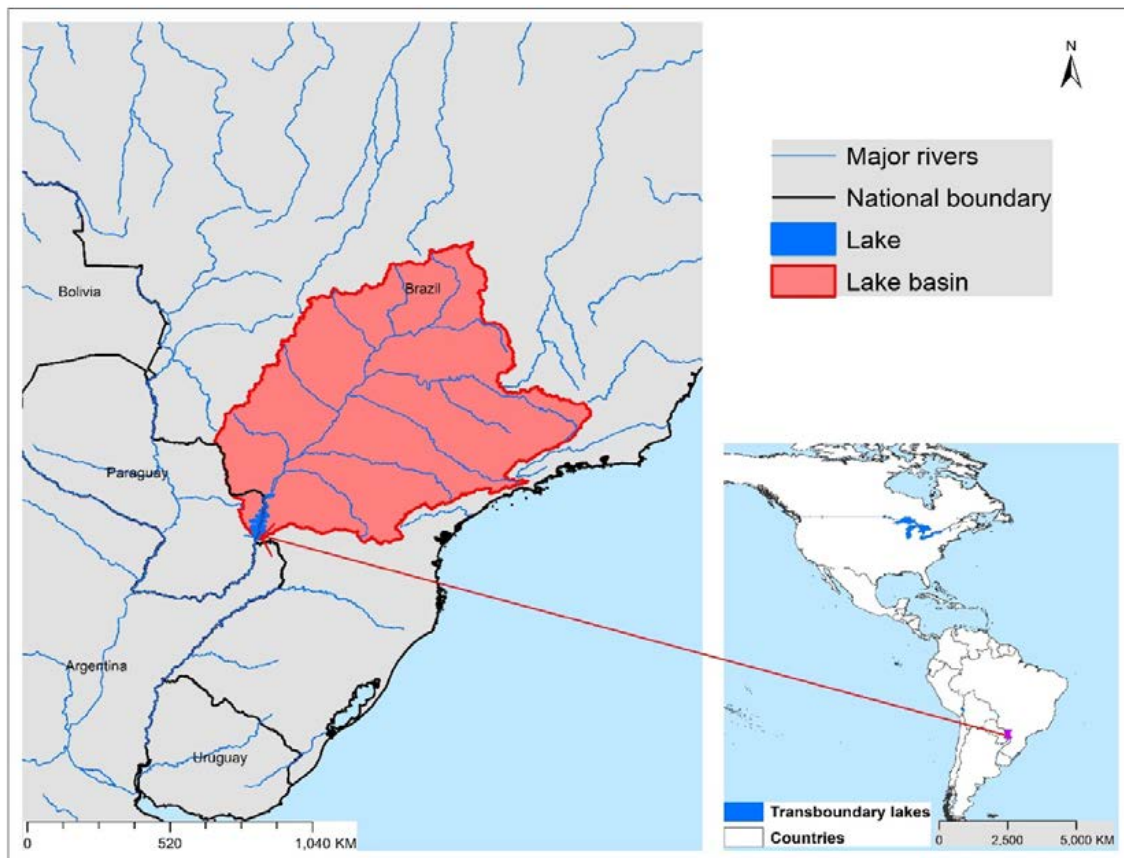 N
Major rivers
National boundary
Lake
Lake basin
Bolivia
Brazil
Paraguay
Argentina
Uruguay
0 520 1,040 KM
Transboundary lakes
Countries
0 2,500 5,000 KM